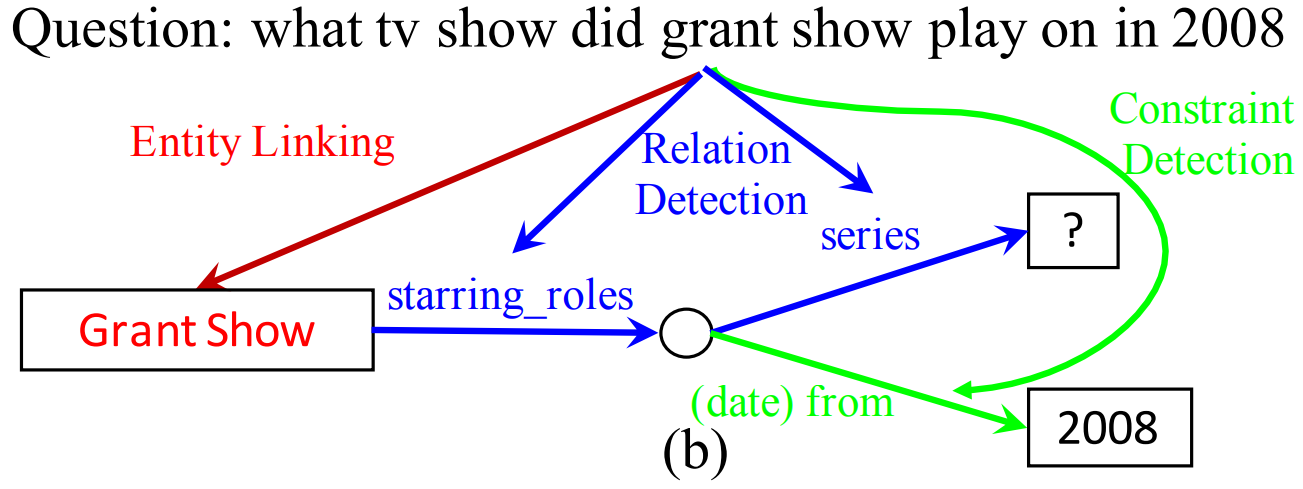 Question: what tv show did grant show play on in 2008
Entity Linking
Relation
Detection
Constraint
Detection
series
?
starring_roles
Grant Show
(date) from
2008
(b)